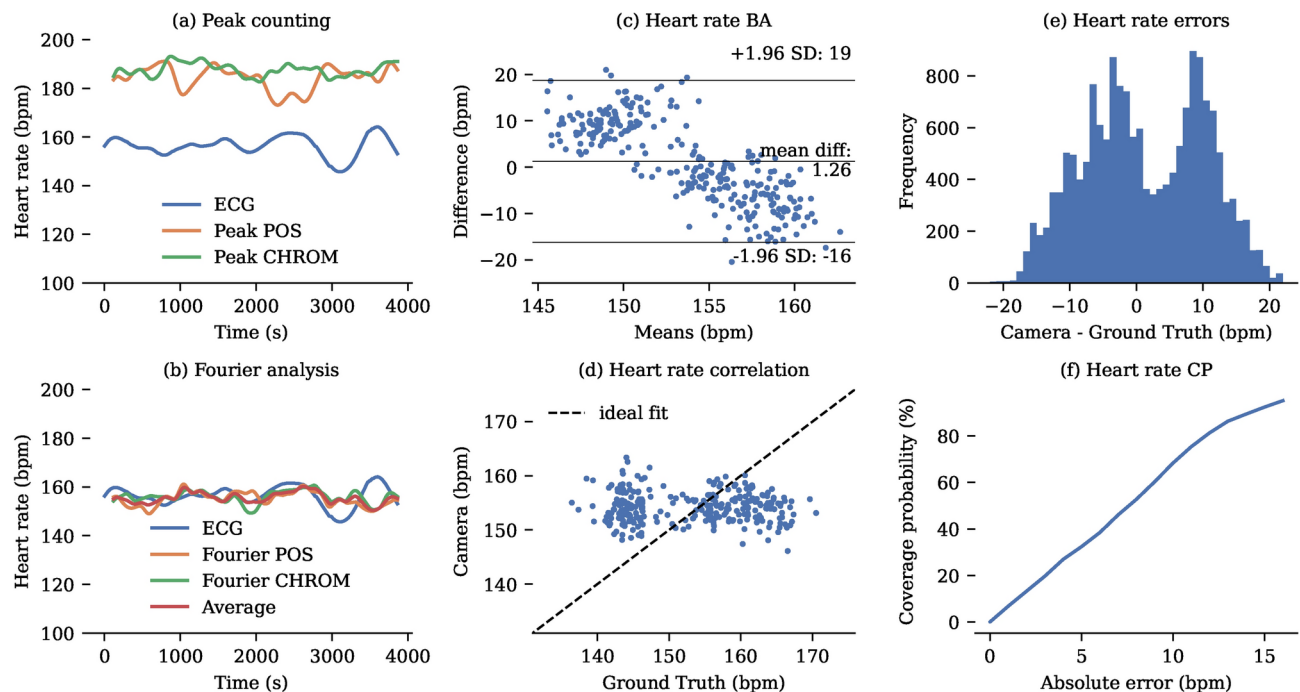 (a) Peak counting
200
180
160
140
120
100
Heart rate (bpm)
ECG
Peak POS
Peak CHROM
0
1000
2000
3000
4000
Time (s)
(c) Heart rate BA
20
10
0
−10
−20
Difference (bpm)
+1.96 SD: 19
mean diff:
1.26
-1.96 SD: -16
145
150
155
160
Means (bpm)
(e) Heart rate errors
800
600
400
200
0
Frequency
−20
−10
0
10
20
Camera - Ground Truth (bpm)
(b) Fourier analysis
200
180
160
140
120
100
Heart rate (bpm)
ECG
Fourier POS
Fourier CHROM
Average
0
1000
2000
3000
4000
Time (s)
(d) Heart rate correlation
ideal fit
170
160
150
140
Camera (bpm)
140
150
160
170
Ground Truth (bpm)
(f) Heart rate CP
80
60
40
20
0
Coverage probability (%)
0
5
10
15
Absolute error (bpm)